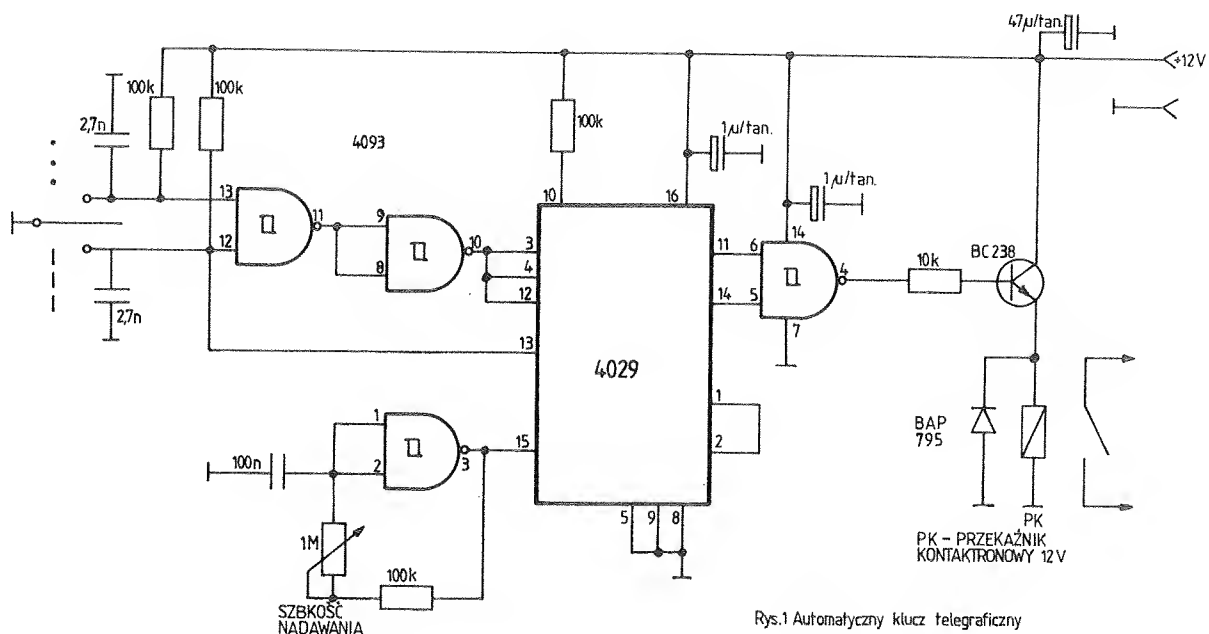 47µ/tan.
+12V
100k
100k
2,7n
4093
100k
1µ/tan.
1µ/tan.
10
16
13
11
9
10
3
11
6
14
4
10k
BC238
12
8
4
12
14
5
7
2,7n
13
4029
1
2
BAP
795
1
2
3
15
100n
5
9
8
1M
100k
PK
PK - PRZEKAŹNIK
KONTAKTRONOWY 12V
SZBKOŚĆ
NADAWANIA
Rys.1 Automatyczny klucz telegraficzny